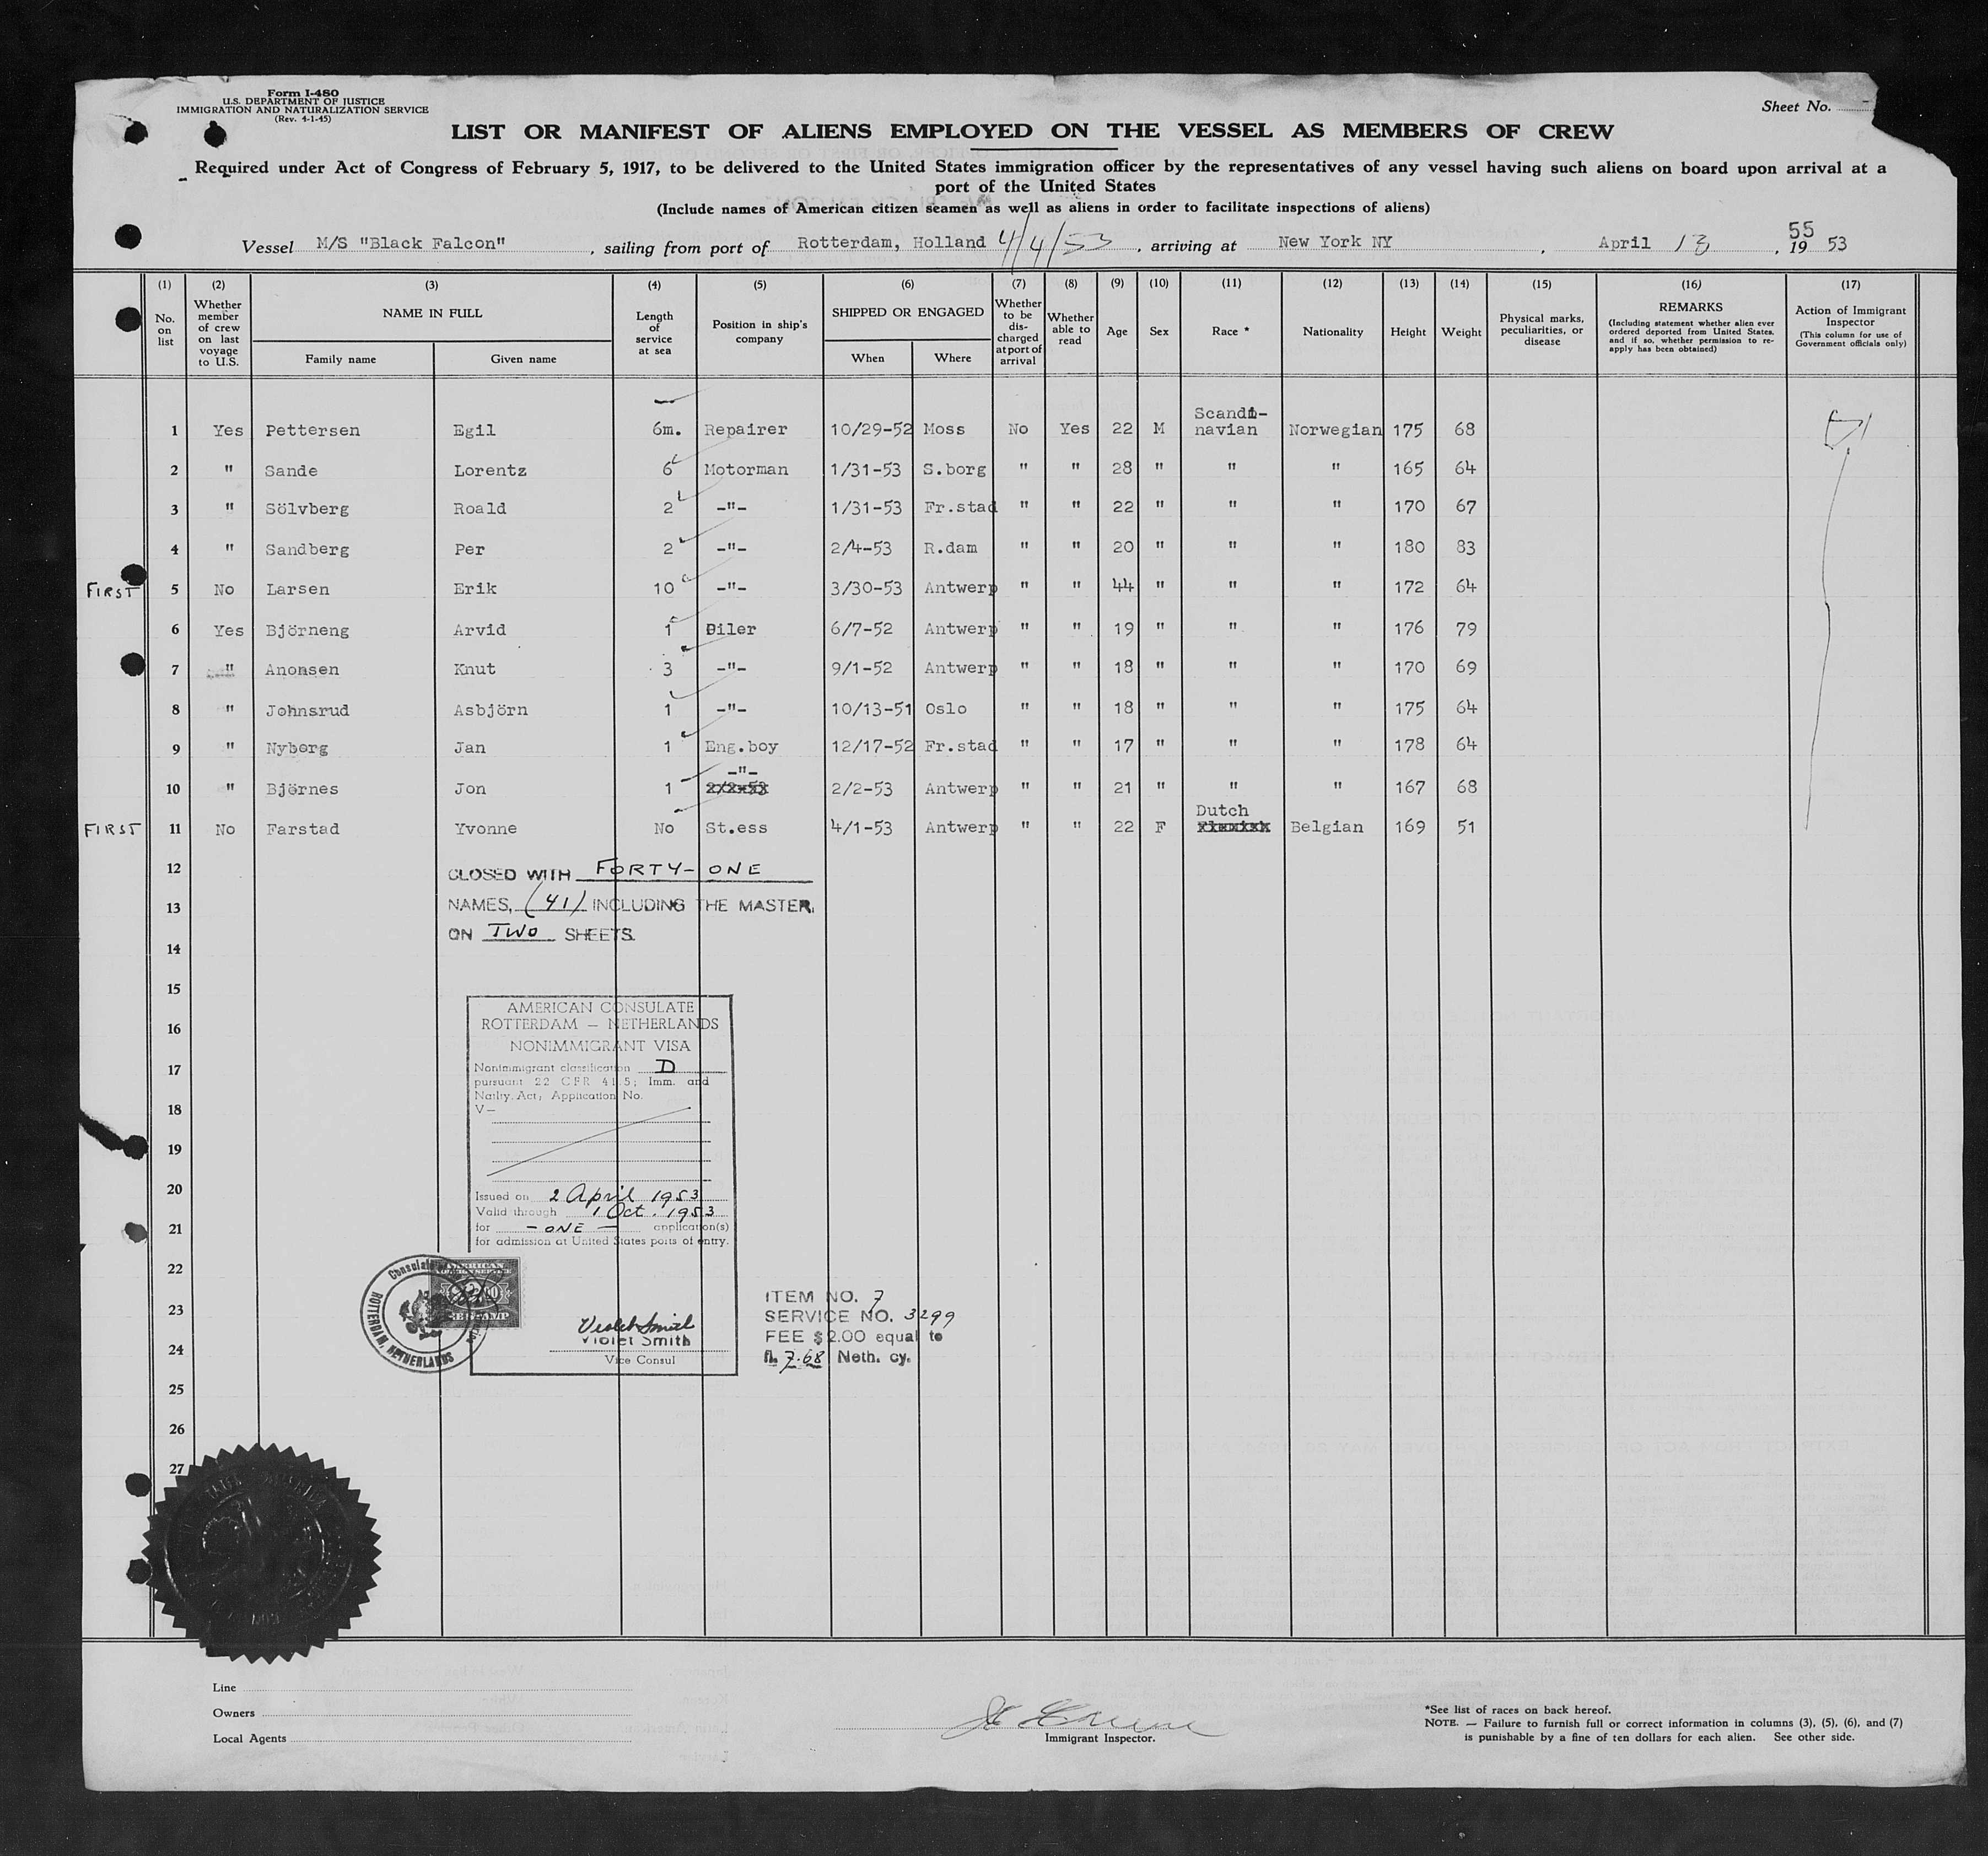 Form I-480
U.S. DEPARTMENT OF JUSTICE
IMMIGRATION AND NATURALIZATION SERVICE
(Rev. 4-1-45)
Sheet No.
LIST OR MANIFEST OF ALIENS EMPLOYED ON THE VESSEL AS MEMBERS OF CREW
Required under Act of Congress of February 5, 1917, to be delivered to the United States immigration officer by the representatives of any vessel having such aliens on board upon arrival at a
port of the United States
(Include names of American citizen seamen as well as aliens in order to facilitate inspections of aliens)
55
Vessel M/S "Black Falcon" , sailing from port of Rotterdam, Holland 4/4/53 , arriving at New York NY , April 13 , 19 53
(1) (2) (3) (4) (5) (6) (7) (8) (9) (10) (11) (12) (13) (14) (15) (16) (17)
No. on list
Whether member of crew on last voyage to U.S.
NAME IN FULL
Family name Given name
Length of service at sea
Position in ship's company
SHIPPED OR ENGAGED
When Where
Whether to be discharged at port of arrival
Whether able to read
Age
Sex
Race *
Nationality
Height
Weight
Physical marks, peculiarities, or disease
REMARKS
(Including statement whether alien ever ordered deported from United States, and if so, whether permission to re-apply has been obtained)
Action of Immigrant Inspector
(This column for use of Government officials only)
1 Yes Pettersen Egil 6m. Repairer 10/29-52 Moss No Yes 22 M Scandi-navian Norwegian 175 68
2 " Sande Lorentz 6 Motorman 1/31-53 S.borg " " 28 " " " 165 64
3 " Sölvberg Roald 2 -"- 1/31-53 Fr.stad " " 22 " " " 170 67
4 " Sandberg Per 2 -"- 2/4-53 R.dam " " 20 " " " 180 83
FIRST 5 No Larsen Erik 10 -"- 3/30-53 Antwerp " " 44 " " " 172 64
6 Yes Björneng Arvid 1 Oiler 6/7-52 Antwerp " " 19 " " " 176 79
7 " Anonsen Knut 3 -"- 9/1-52 Antwerp " " 18 " " " 170 69
8 " Johnsrud Asbjörn 1 -"- 10/13-51 Oslo " " 18 " " " 175 64
9 " Nyborg Jan 1 Eng.boy 12/17-52 Fr.stad " " 17 " " " 178 64
10 " Björnes Jon 1 -"- 2/2-53 2/2-53 Antwerp " " 21 " " " 167 68
FIRST 11 No Farstad Yvonne No St.ess 4/1-53 Antwerp " " 22 F Dutch Belgian 169 51
12
CLOSED WITH FORTY-ONE
13
NAMES, (41) INCLUDING THE MASTER,
ON TWO SHEETS.
14
15
AMERICAN CONSULATE
16
ROTTERDAM — NETHERLANDS
NONIMMIGRANT VISA
17
Nonimmigrant classification D
pursuant 22 CFR 41.5; Imm. and
Natlty. Act; Application No.
V—
18
19
20
Issued on 2 April 1953
Valid through 1 Oct. 1953
21
for — ONE — application(s)
for admission at United States ports of entry.
22
ROTTERDAM, NETHERLANDS
23
ITEM NO. 7
SERVICE NO. 3299
Violet Smith
Violet Smith
FEE $2.00 equal to
24
Vice Consul
fl. 7.68 Neth. cy.
25
26
27
Line
Owners
Local Agents
Immigrant Inspector.
*See list of races on back hereof.
NOTE. — Failure to furnish full or correct information in columns (3), (5), (6), and (7)
is punishable by a fine of ten dollars for each alien. See other side.